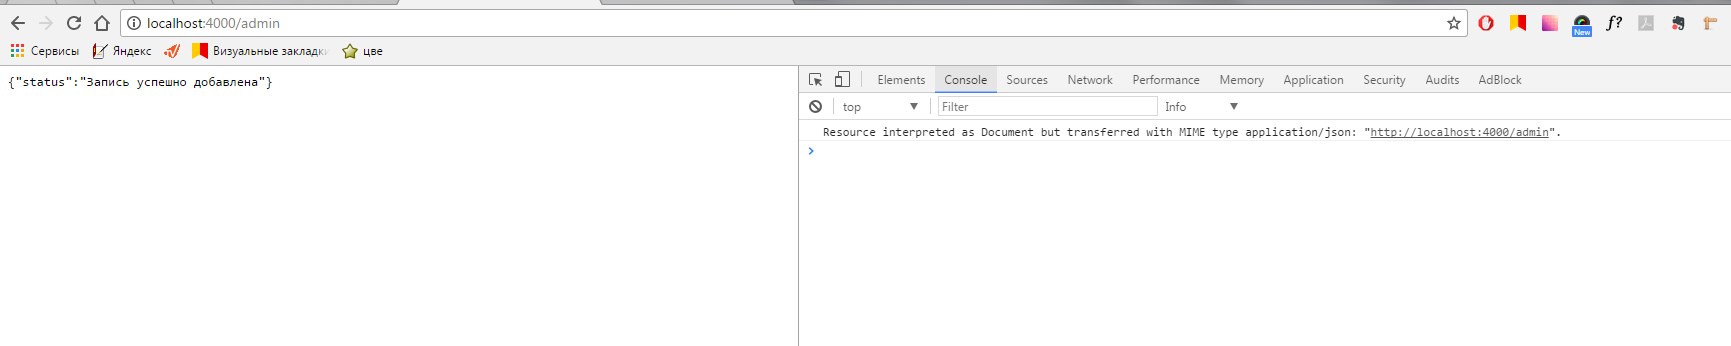 localhost:4000/admin
New
f?
Сервисы
Яндекс
Визуальные закладк
цве
{"status":"Запись успешно добавлена"}
Elements Console Sources Network Performance Memory Application Security Audits AdBlock
top Filter Info
Resource interpreted as Document but transferred with MIME type application/json: "http://localhost:4000/admin".